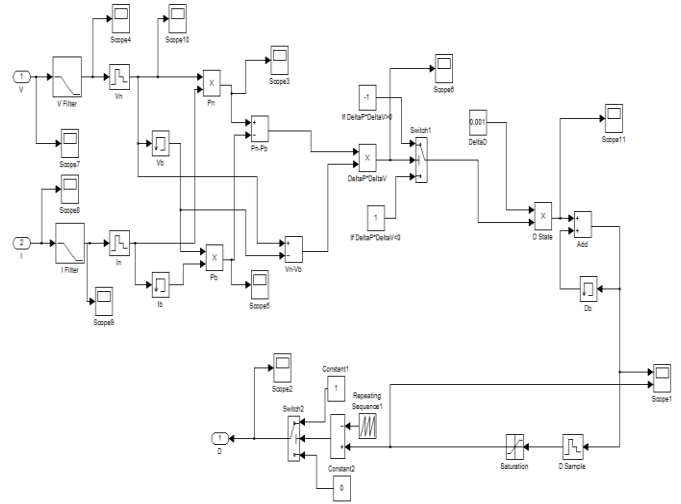 Scope4
Scope10
1
V
V Filter
Vn
X
Pn
Scope3
Scope7
Vb
+
−
Pn-Pb
-1
If DeltaP*DeltaV>0
Scope6
Switch1
X
DeltaP*DeltaV
0.001
DeltaD
Scope11
Scope8
2
I
I Filter
In
Scope9
Ib
X
Pb
+
−
Vn-Vb
Scope5
1
If DeltaP*DeltaV<0
X
D State
+
+
Add
Db
Scope2
Constant1
1
Repeating
Sequence1
Switch2
1
D
−
+
Constant2
0
Saturation
D Sample
Scope1